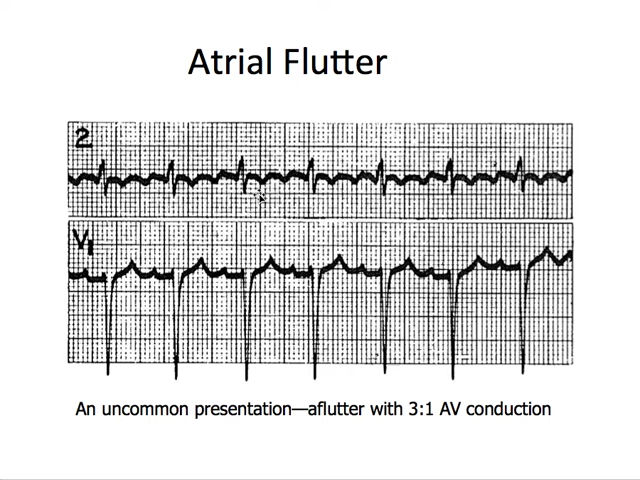 Atrial Flutter
2
V1
An uncommon presentation—aflutter with 3:1 AV conduction